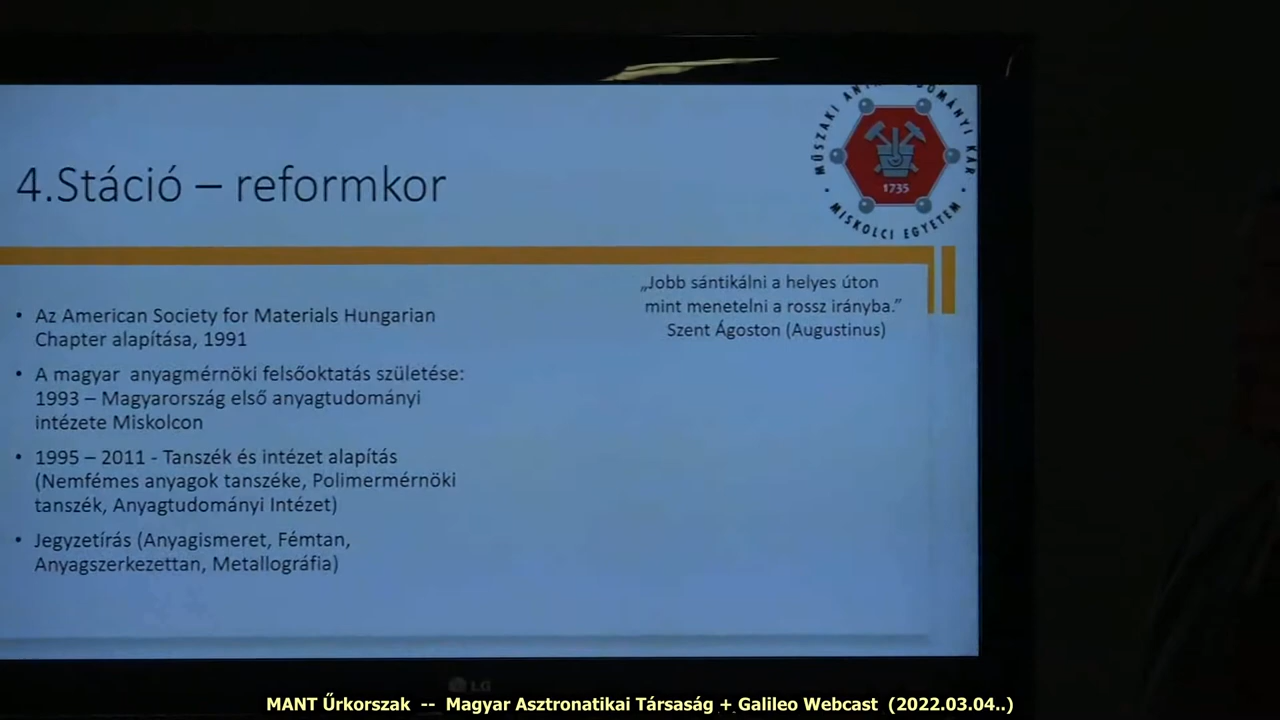 MŰSZAKI ANYAGTUDOMÁNYI KAR
1735
MISKOLCI EGYETEM
4.Stáció – reformkor
„Jobb sántikálni a helyes úton
mint menetelni a rossz irányba.”
Szent Ágoston (Augustinus)
• Az American Society for Materials Hungarian
Chapter alapítása, 1991
• A magyar anyagmérnöki felsőoktatás születése:
1993 – Magyarország első anyagtudományi
intézete Miskolcon
• 1995 – 2011 - Tanszék és intézet alapítás
(Nemfémes anyagok tanszéke, Polimermérnöki
tanszék, Anyagtudományi Intézet)
• Jegyzetírás (Anyagismeret, Fémtan,
Anyagszerkezettan, Metallográfia)
LG
MANT Űrkorszak -- Magyar Asztronatikai Társaság + Galileo Webcast (2022.03.04..)